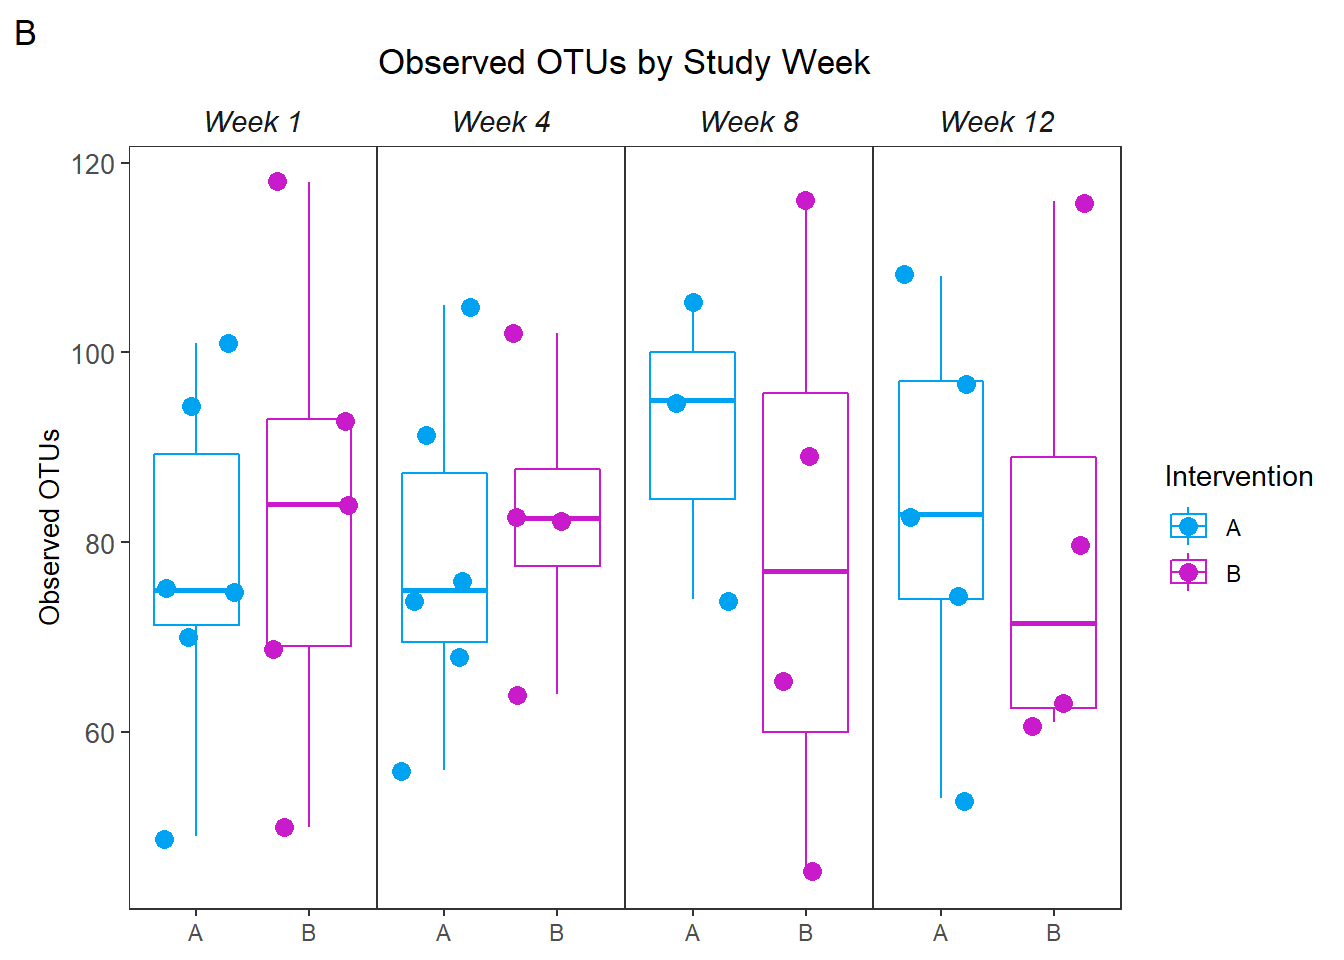 B
Observed OTUs by Study Week
Week 1 Week 4 Week 8 Week 12
120
100
80
60
Observed OTUs
A B A B A B A B
Intervention
A
B